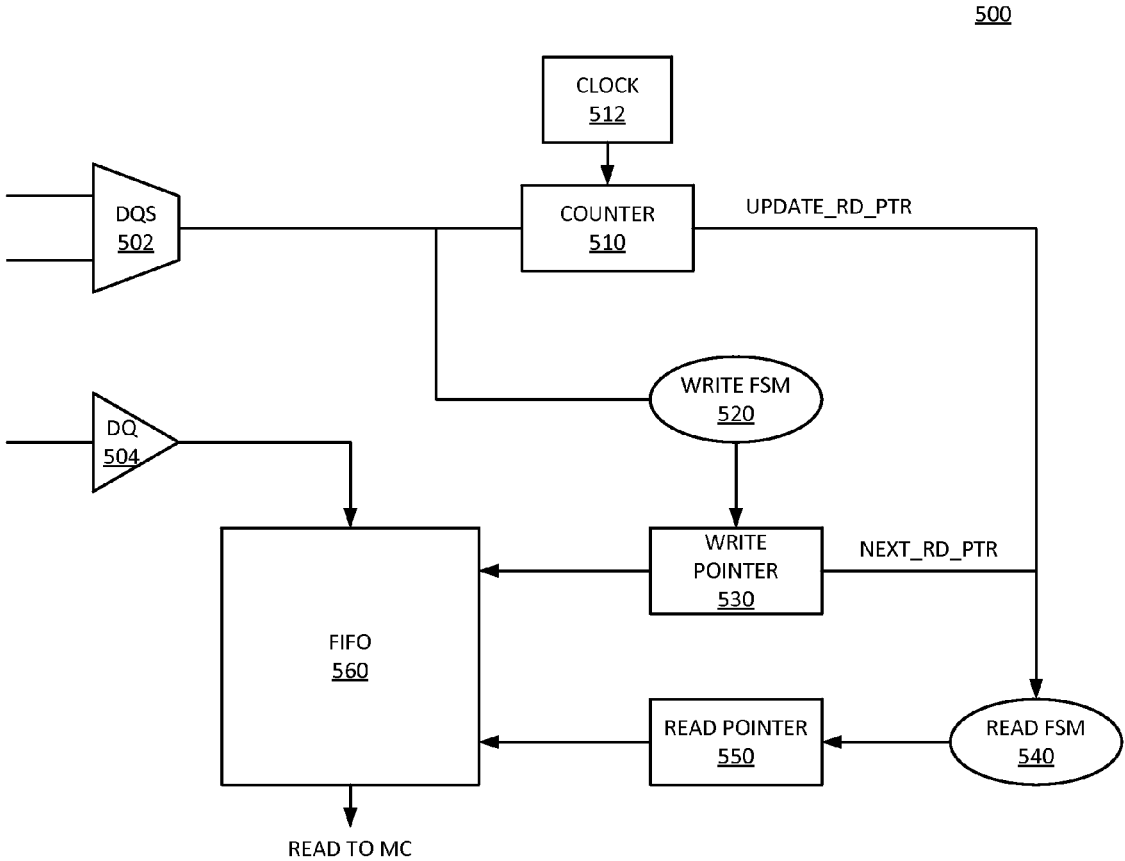 500
CLOCK
512
DQS
502
COUNTER
510
UPDATE_RD_PTR
WRITE FSM
520
DQ
504
WRITE
POINTER
530
NEXT_RD_PTR
FIFO
560
READ POINTER
550
READ FSM
540
READ TO MC